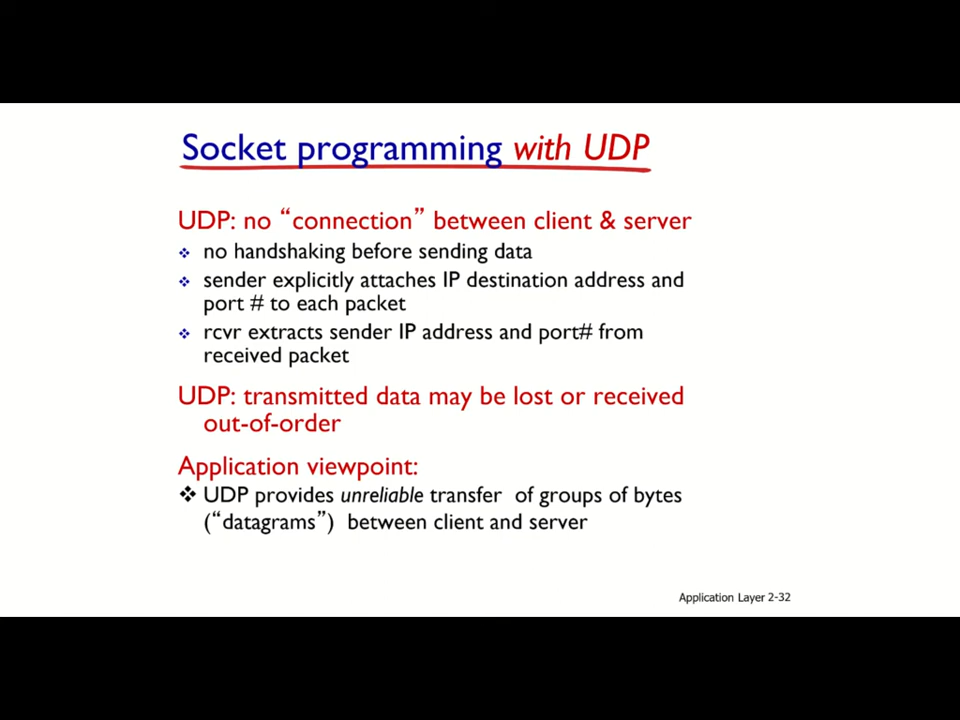 Socket programming with UDP
UDP: no “connection” between client & server
❖ no handshaking before sending data
❖ sender explicitly attaches IP destination address and
port # to each packet
❖ rcvr extracts sender IP address and port# from
received packet
UDP: transmitted data may be lost or received
out-of-order
Application viewpoint:
❖ UDP provides unreliable transfer of groups of bytes
(“datagrams”) between client and server
Application Layer 2-32